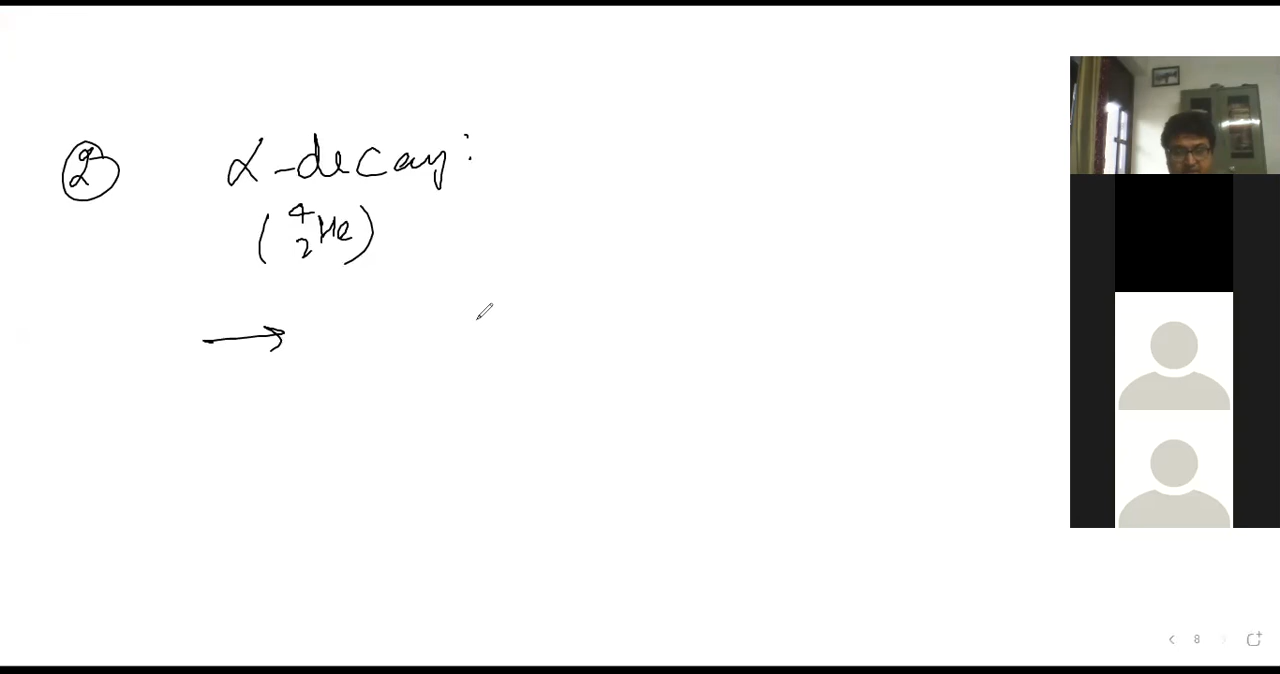 ② α-decay:
(⁴₂He)
→
8